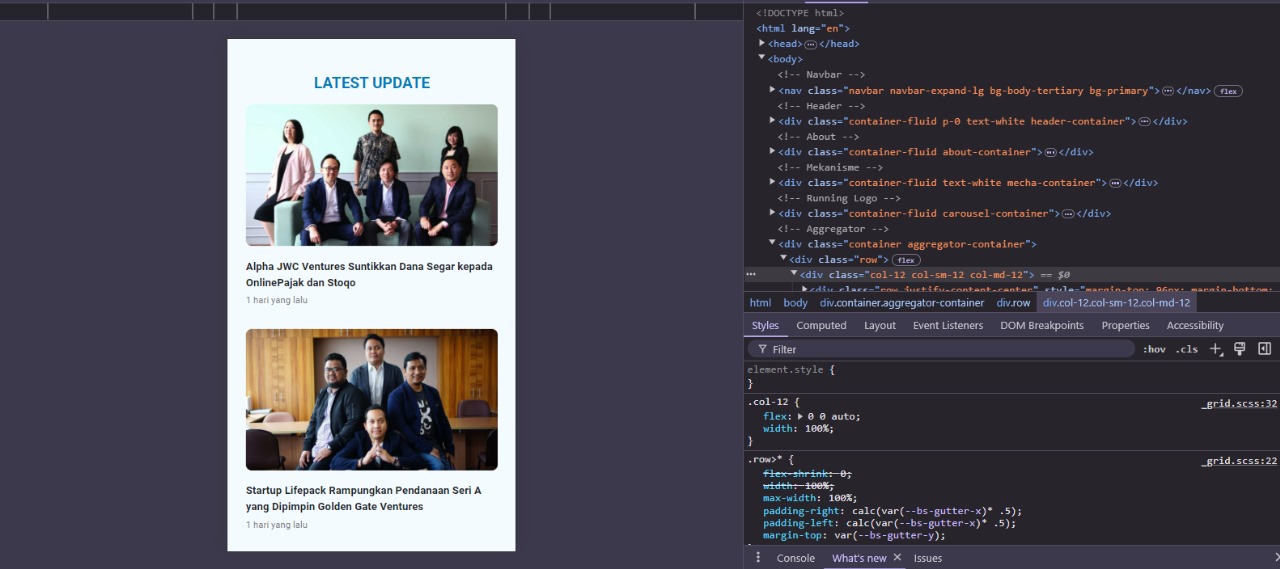 LATEST UPDATE
Alpha JWC Ventures Suntikkan Dana Segar kepada
OnlinePajak dan Stoqo
1 hari yang lalu
Startup Lifepack Rampungkan Pendanaan Seri A
yang Dipimpin Golden Gate Ventures
1 hari yang lalu
<!DOCTYPE html>
<html lang="en">
<head>⋯</head>
<body>
<!-- Navbar -->
<nav class="navbar navbar-expand-lg bg-body-tertiary bg-primary">⋯</nav> flex
<!-- Header -->
<div class="container-fluid p-0 text-white header-container">⋯</div>
<!-- About -->
<div class="container-fluid about-container">⋯</div>
<!-- Mekanisme -->
<div class="container-fluid text-white mecha-container">⋯</div>
<!-- Running Logo -->
<div class="container-fluid carousel-container">⋯</div>
<!-- Aggregator -->
<div class="container aggregator-container">
<div class="row"> flex
<div class="col-12 col-sm-12 col-md-12"> == $0
<div class="row justify-content-center" style="margin-top: 96px; margin-bottom:
html body div.container.aggregator-container div.row div.col-12.col-sm-12.col-md-12
Styles Computed Layout Event Listeners DOM Breakpoints Properties Accessibility
Filter :hov .cls
element.style {
}
.col-12 { _grid.scss:32
flex: 0 0 auto;
width: 100%;
}
.row>* { _grid.scss:22
flex-shrink: 0;
width: 100%;
max-width: 100%;
padding-right: calc(var(--bs-gutter-x)* .5);
padding-left: calc(var(--bs-gutter-x)* .5);
margin-top: var(--bs-gutter-y);
Console What's new Issues